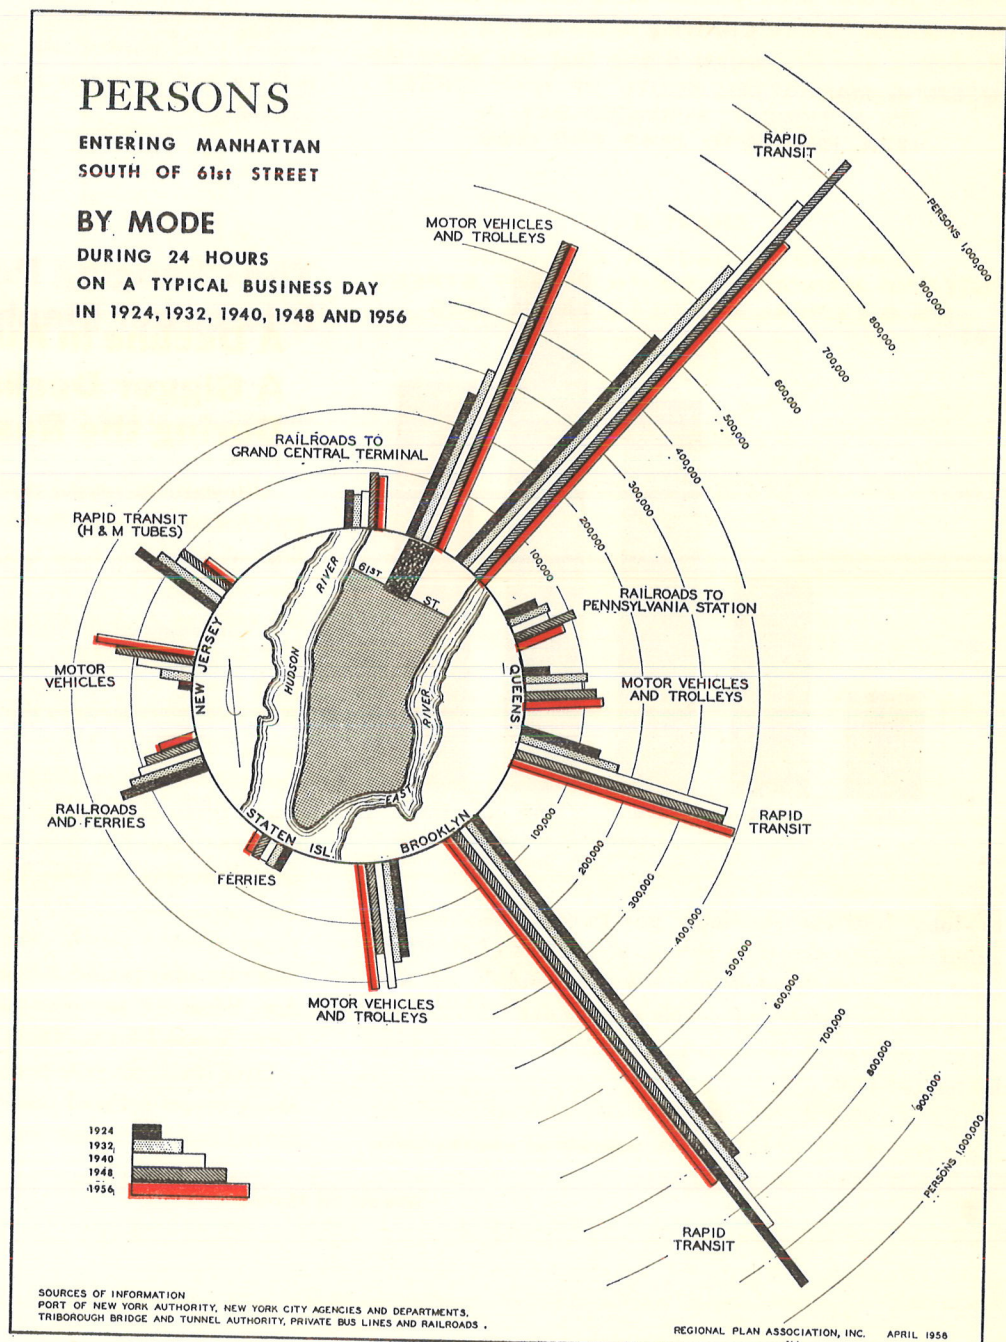 PERSONS
ENTERING MANHATTAN
SOUTH OF 61st STREET
BY MODE
DURING 24 HOURS
ON A TYPICAL BUSINESS DAY
IN 1924, 1932, 1940, 1948 AND 1956
RAPID
TRANSIT
MOTOR VEHICLES
AND TROLLEYS
PERSONS 1,000,000
900,000
800,000
700,000
600,000
500,000
400,000
300,000
200,000
100,000
RAILROADS TO
GRAND CENTRAL TERMINAL
RAPID TRANSIT
(H & M TUBES)
61ST
ST.
RIVER
HUDSON
RIVER
EAST
RAILROADS TO
PENNSYLVANIA STATION
MOTOR
VEHICLES
NEW JERSEY
QUEENS
MOTOR VEHICLES
AND TROLLEYS
RAILROADS
AND FERRIES
RAPID
TRANSIT
STATEN ISL.
BROOKLYN
FERRIES
100,000
200,000
300,000
400,000
500,000
600,000
700,000
800,000
900,000
PERSONS 1,000,000
MOTOR VEHICLES
AND TROLLEYS
1924
1932
1940
1948
1956
RAPID
TRANSIT
SOURCES OF INFORMATION
PORT OF NEW YORK AUTHORITY, NEW YORK CITY AGENCIES AND DEPARTMENTS,
TRIBOROUGH BRIDGE AND TUNNEL AUTHORITY, PRIVATE BUS LINES AND RAILROADS.
REGIONAL PLAN ASSOCIATION, INC. APRIL 1958